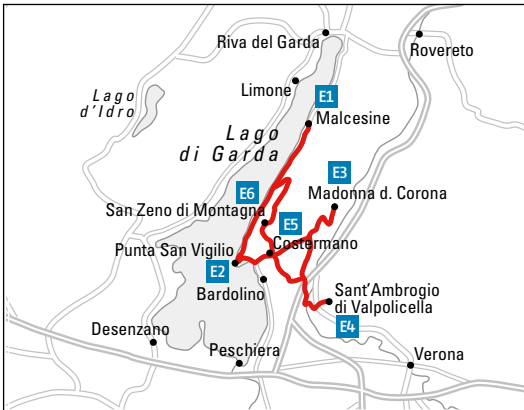 Riva del Garda
Rovereto
Limone
Lago
d'Idro
E1
Malcesine
Lago
di Garda
E3
Madonna d. Corona
E6
San Zeno di Montagna
E5
Costermano
Punta San Vigilio
E2
Bardolino
Sant'Ambrogio
di Valpolicella
E4
Desenzano
Peschiera
Verona